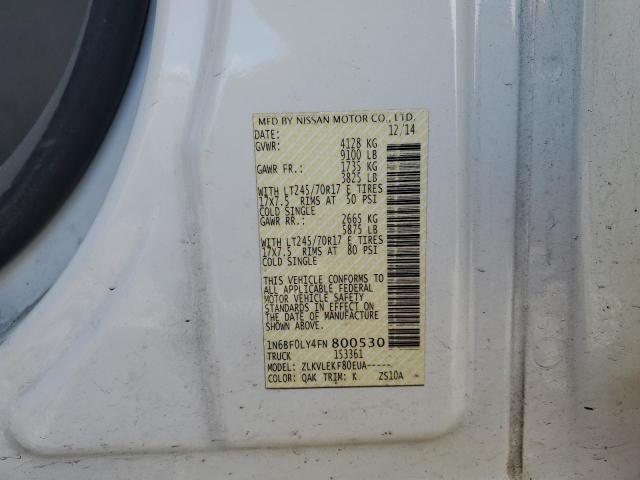 MFD BY NISSAN MOTOR CO., LTD.
DATE: 12/14
GVWR: 4128 KG
9100 LB
GAWR FR.: 1735 KG
3825 LB
WITH LT245/70R17 E TIRES
17X7.5 RIMS AT 50 PSI
COLD SINGLE
GAWR RR.: 2665 KG
5875 LB
WITH LT245/70R17 E TIRES
17X7.5 RIMS AT 80 PSI
COLD SINGLE
THIS VEHICLE CONFORMS TO
ALL APPLICABLE FEDERAL
MOTOR VEHICLE SAFETY
STANDARDS IN EFFECT ON
THE DATE OF MANUFACTURE
SHOWN ABOVE.
1N6BF0LY4FN 800530
TRUCK 153361
MODEL: ZLKVLEKF80EUA-----
COLOR: QAK TRIM: K ZS10A